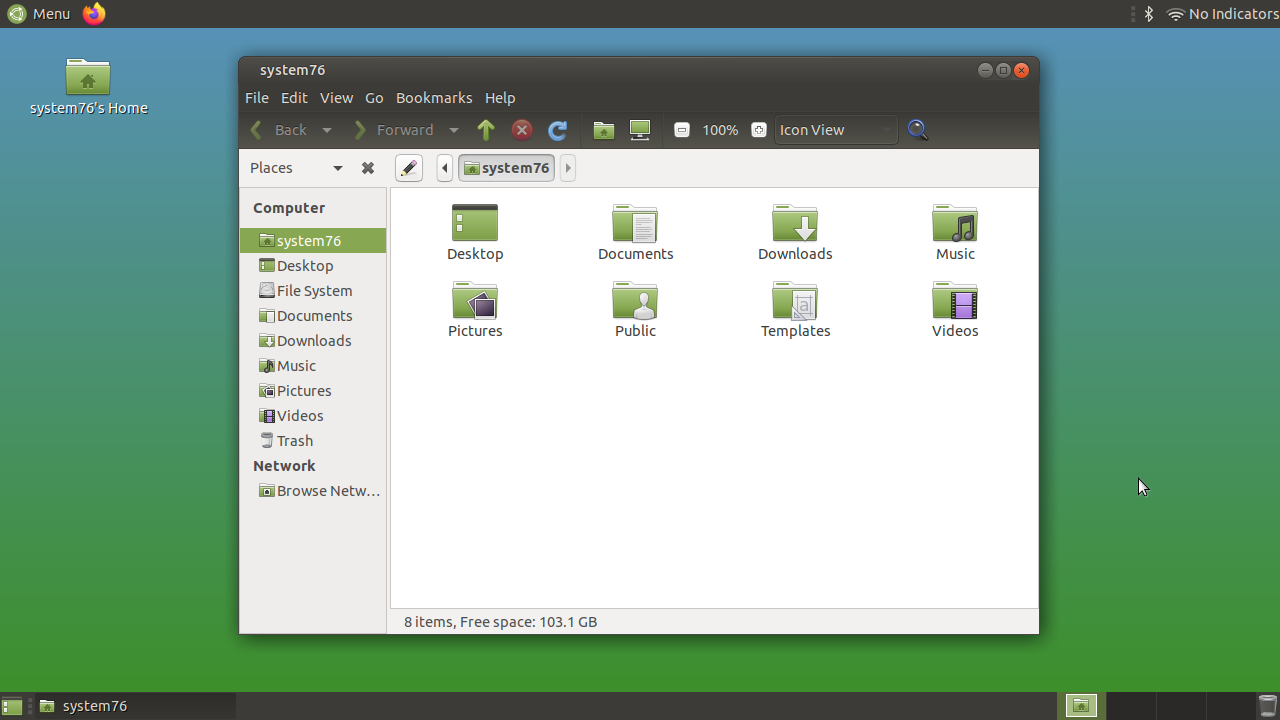 Menu
No Indicators
system76's Home
system76
File Edit View Go Bookmarks Help
Back Forward 100% Icon View
Places
system76
Computer
system76
Desktop
File System
Documents
Downloads
Music
Pictures
Videos
Trash
Network
Browse Netw…
Desktop Documents Downloads Music
Pictures Public Templates Videos
8 items, Free space: 103.1 GB
system76